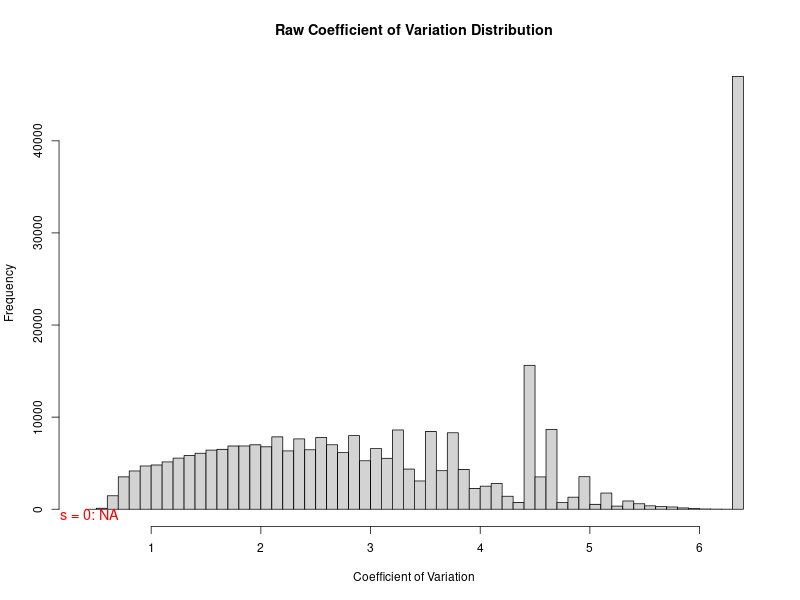 Raw Coefficient of Variation Distribution
Frequency
40000
30000
20000
10000
0
s = 0: NA
1 2 3 4 5 6
Coefficient of Variation